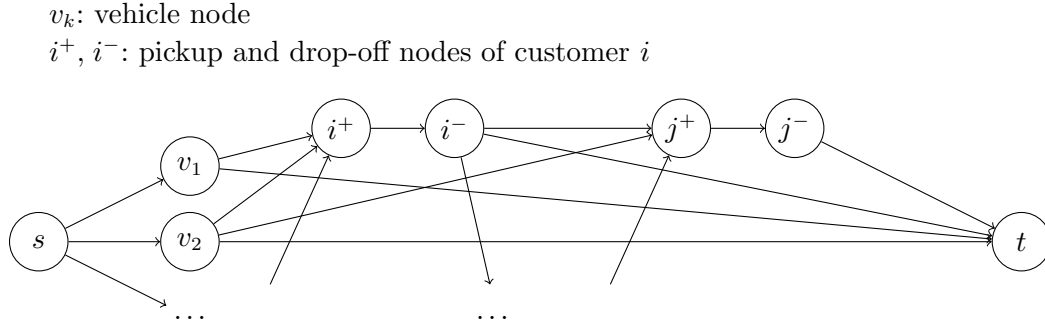 v_k: vehicle node
i^+, i^-: pickup and drop-off nodes of customer i
i^+ i^- j^+ j^-
v_1
s v_2 t
... ...